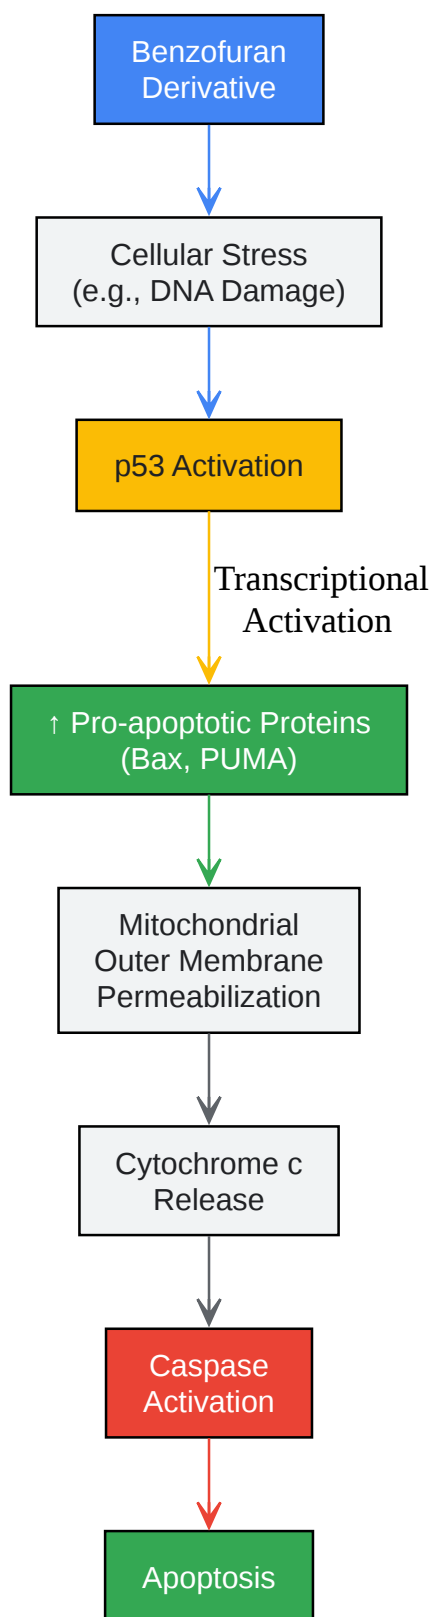 Benzofuran
Derivative
Cellular Stress
(e.g., DNA Damage)
p53 Activation
Transcriptional
Activation
↑ Pro-apoptotic Proteins
(Bax, PUMA)
Mitochondrial
Outer Membrane
Permeabilization
Cytochrome c
Release
Caspase
Activation
Apoptosis